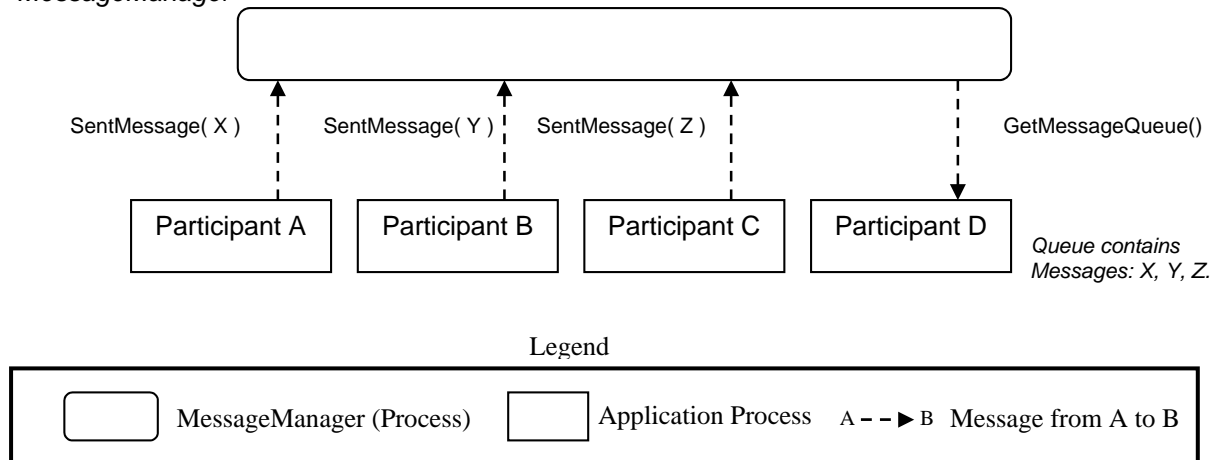 MessageManager
SentMessage( X )
SentMessage( Y )
SentMessage( Z )
GetMessageQueue()
Participant A
Participant B
Participant C
Participant D
Queue contains
Messages: X, Y, Z.
Legend
MessageManager (Process)
Application Process
A
B
Message from A to B